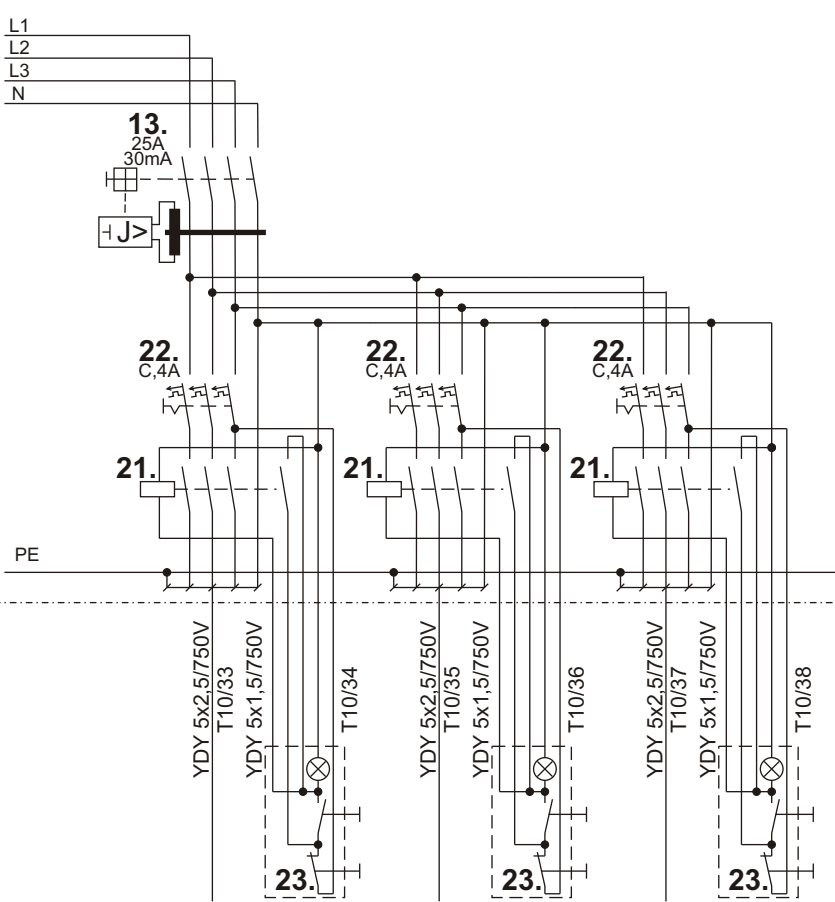 L1
L2
L3
N
13.
25A
30mA
J>
22.
C,4A
22.
C,4A
22.
C,4A
21.
21.
21.
PE
YDY 5x2,5/750V
T10/33
YDY 5x1,5/750V
T10/34
YDY 5x2,5/750V
T10/35
YDY 5x1,5/750V
T10/36
YDY 5x2,5/750V
T10/37
YDY 5x1,5/750V
T10/38
23.
23.
23.